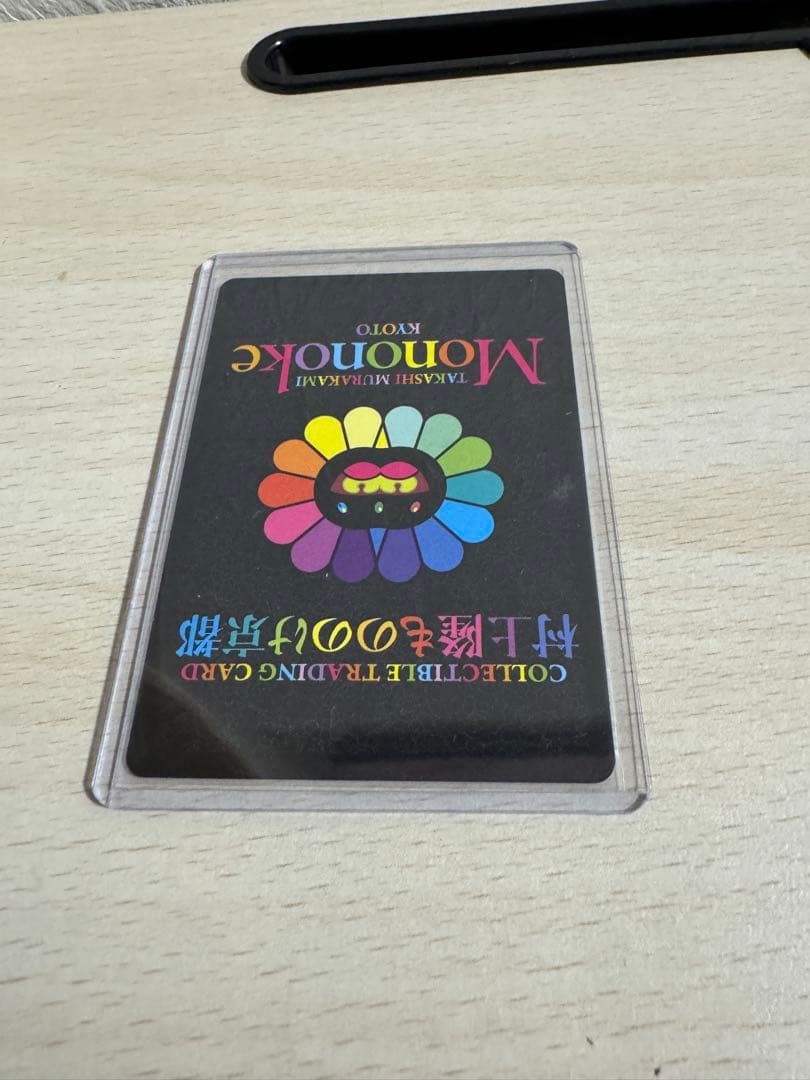 COLLECTIBLE TRADING CARD
村上隆もののけ京都
TAKASHI MURAKAMI
Mononoke
KYOTO